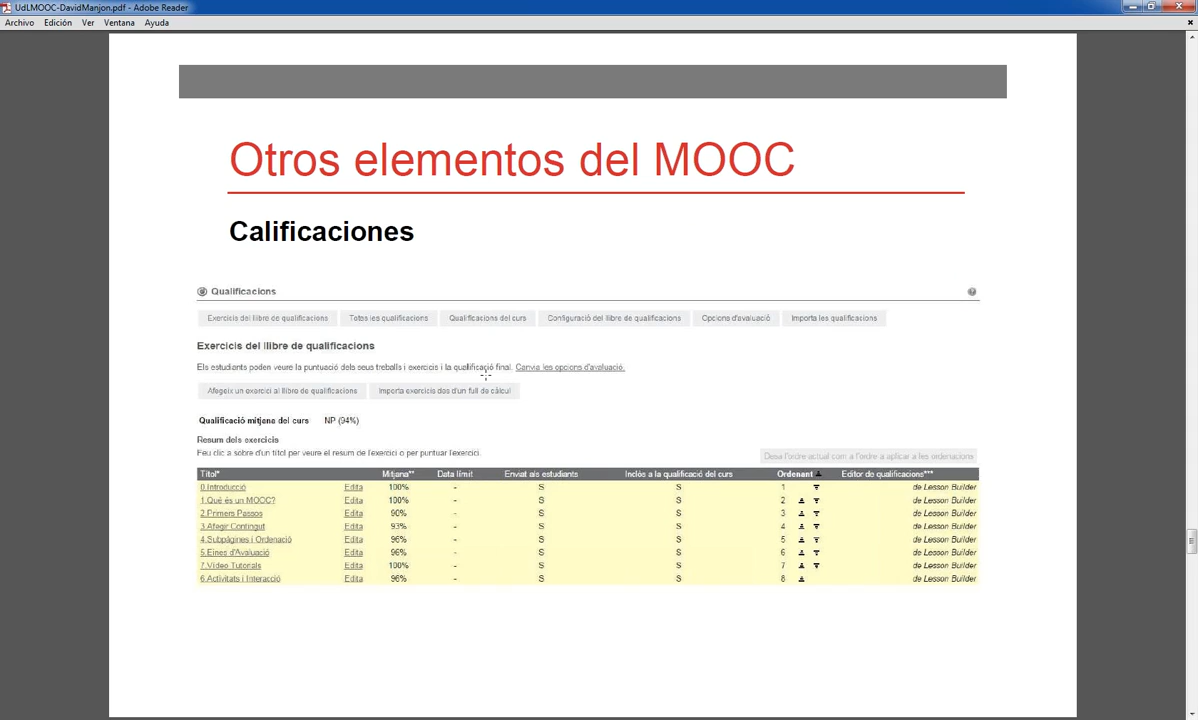 UdLMOOC-DavidManjon.pdf - Adobe Reader
Archivo Edición Ver Ventana Ayuda
Otros elementos del MOOC
Calificaciones
Qualificacions
Exercicis del llibre de qualificacions Totes les qualificacions Qualificacions del curs Configuració del llibre de qualificacions Opcions d'avaluació Importa les qualificacions
Exercicis del llibre de qualificacions
Els estudiants poden veure la puntuació dels seus treballs i exercicis i la qualificació final. Canvia les opcions d'avaluació.
Afegeix un exercici al llibre de qualificacions Importa exercicis des d'un full de càlcul
Qualificació mitjana del curs NP (94%)
Resum dels exercicis
Feu clic a sobre d'un títol per veure el resum de l'exercici o per puntuar l'exercici.
Desa l'ordre actual com a l'ordre a aplicar a les ordenacions
Títol* Mitjana** Data límit Enviat als estudiants Inclòs a la qualificació del curs Ordenant Editor de qualificacions***
0.Introducció Edita 100% - S S 1 de Lesson Builder
1.Què és un MOOC? Edita 100% - S S 2 de Lesson Builder
2.Primers Passos Edita 90% - S S 3 de Lesson Builder
3.Afegir Contingut Edita 93% - S S 4 de Lesson Builder
4.Subpàgines i Ordenació Edita 96% - S S 5 de Lesson Builder
5.Eines d'Avaluació Edita 96% - S S 6 de Lesson Builder
7.Vídeo Tutorials Edita 100% - S S 7 de Lesson Builder
6.Activitats i Interacció Edita 96% - S S 8 de Lesson Builder